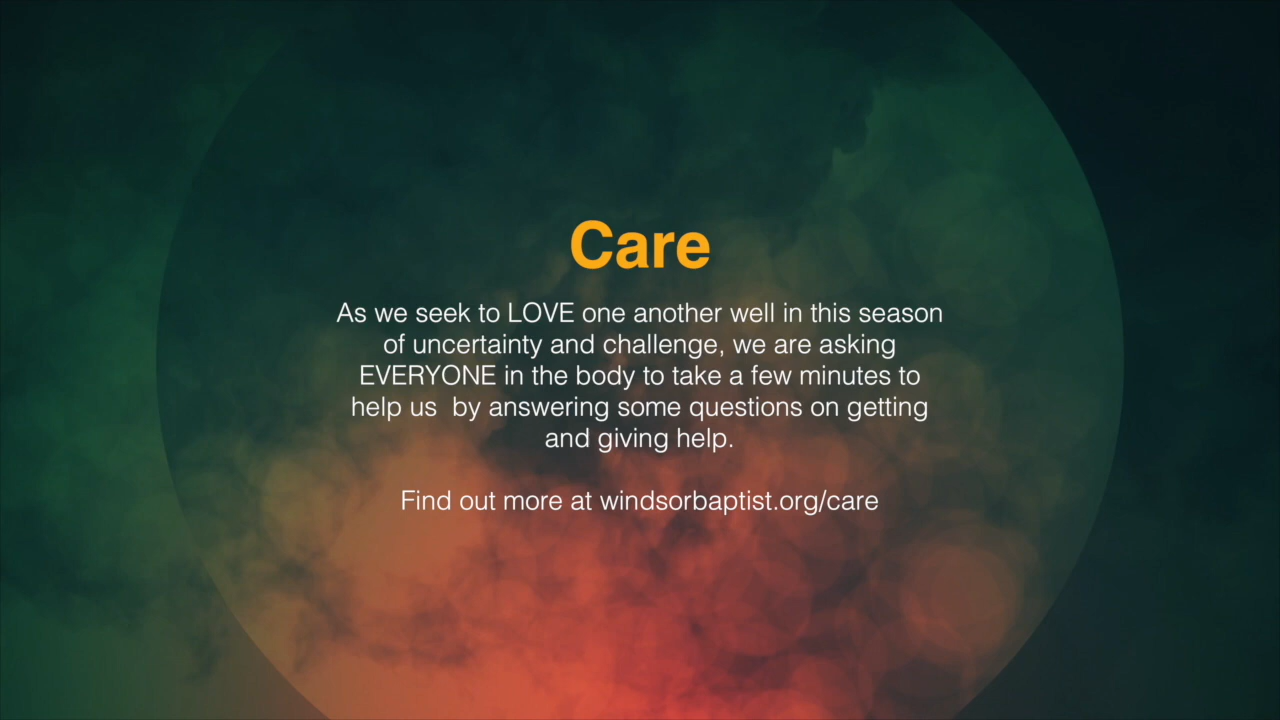 Care
As we seek to LOVE one another well in this season
of uncertainty and challenge, we are asking
EVERYONE in the body to take a few minutes to
help us  by answering some questions on getting
and giving help.
Find out more at windsorbaptist.org/care